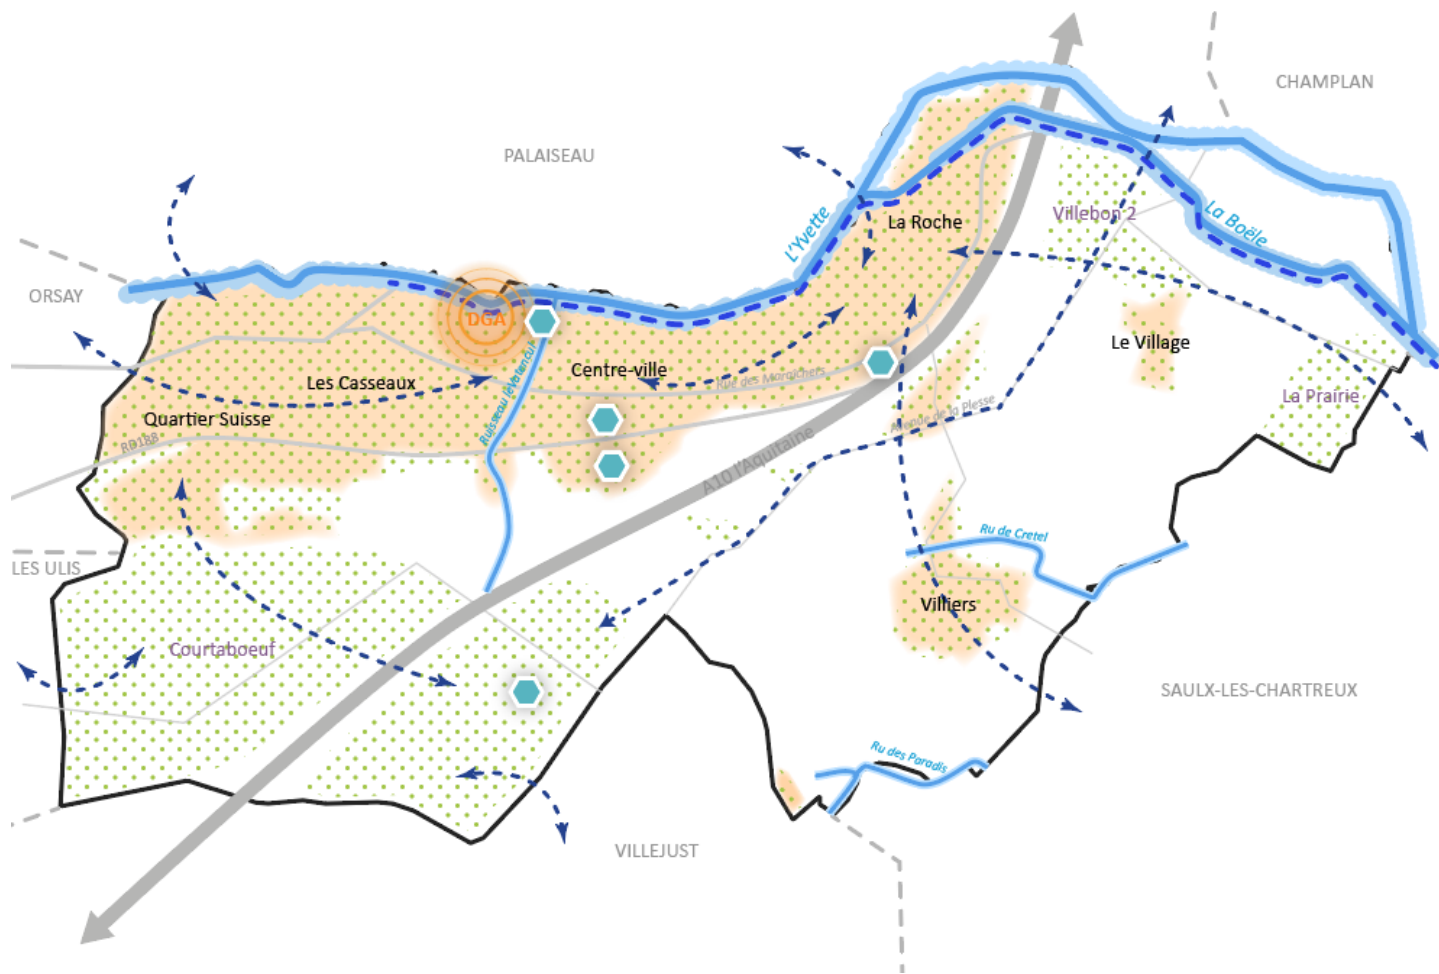 CHAMPLAN
PALAISEAU
Villebon 2
La Boële
L'Yvette
La Roche
ORSAY
DGA
Le Village
Ruisseau le Vatencul
Centre-ville
Les Casseaux
Rue des Maraîchers
La Prairie
Quartier Suisse
Avenue de la Plesse
RD188
A10 l'Aquitaine
Ru de Cretel
LES ULIS
Villiers
Courtaboeuf
SAULX-LES-CHARTREUX
Ru des Paradis
VILLEJUST